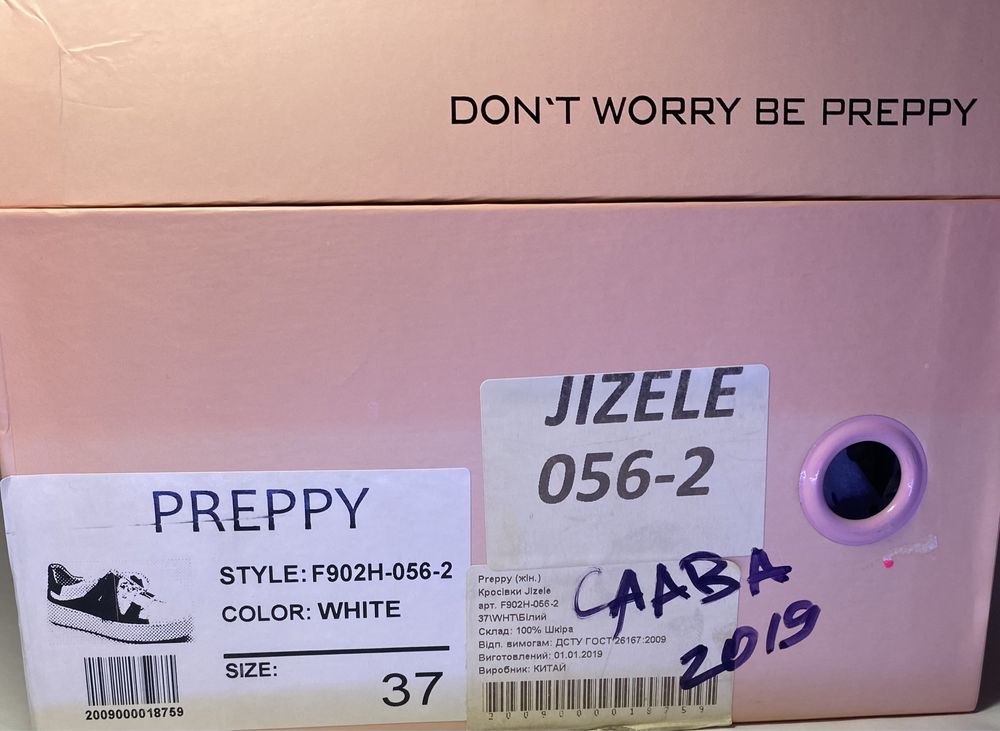 DON`T WORRY BE PREPPY
JIZELE
056-2
PREPPY
STYLE: F902H-056-2
COLOR: WHITE
SIZE:
37
2009000018759
Preppy (жін.)
Кросівки Jizele
арт. F902H-056-2
37\WHT\Білий
Склад: 100% Шкіра
Відп. вимогам: ДСТУ ГОСТ 26167:2009
Виготовлений: 01.01.2019
Виробник: КИТАЙ
2009000018759
СЛАВА
2019